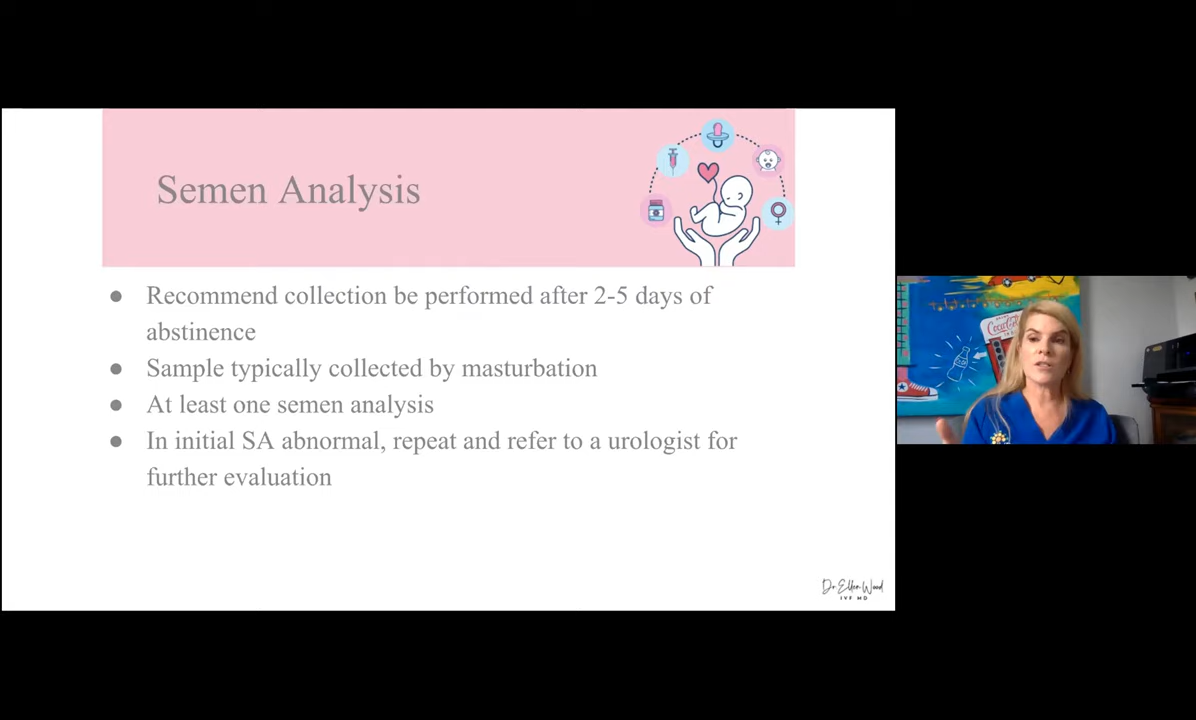 Semen Analysis
● Recommend collection be performed after 2-5 days of
abstinence
● Sample typically collected by masturbation
● At least one semen analysis
● In initial SA abnormal, repeat and refer to a urologist for
further evaluation
Dr Ellen Wood
IVF MD
Coca-Cola